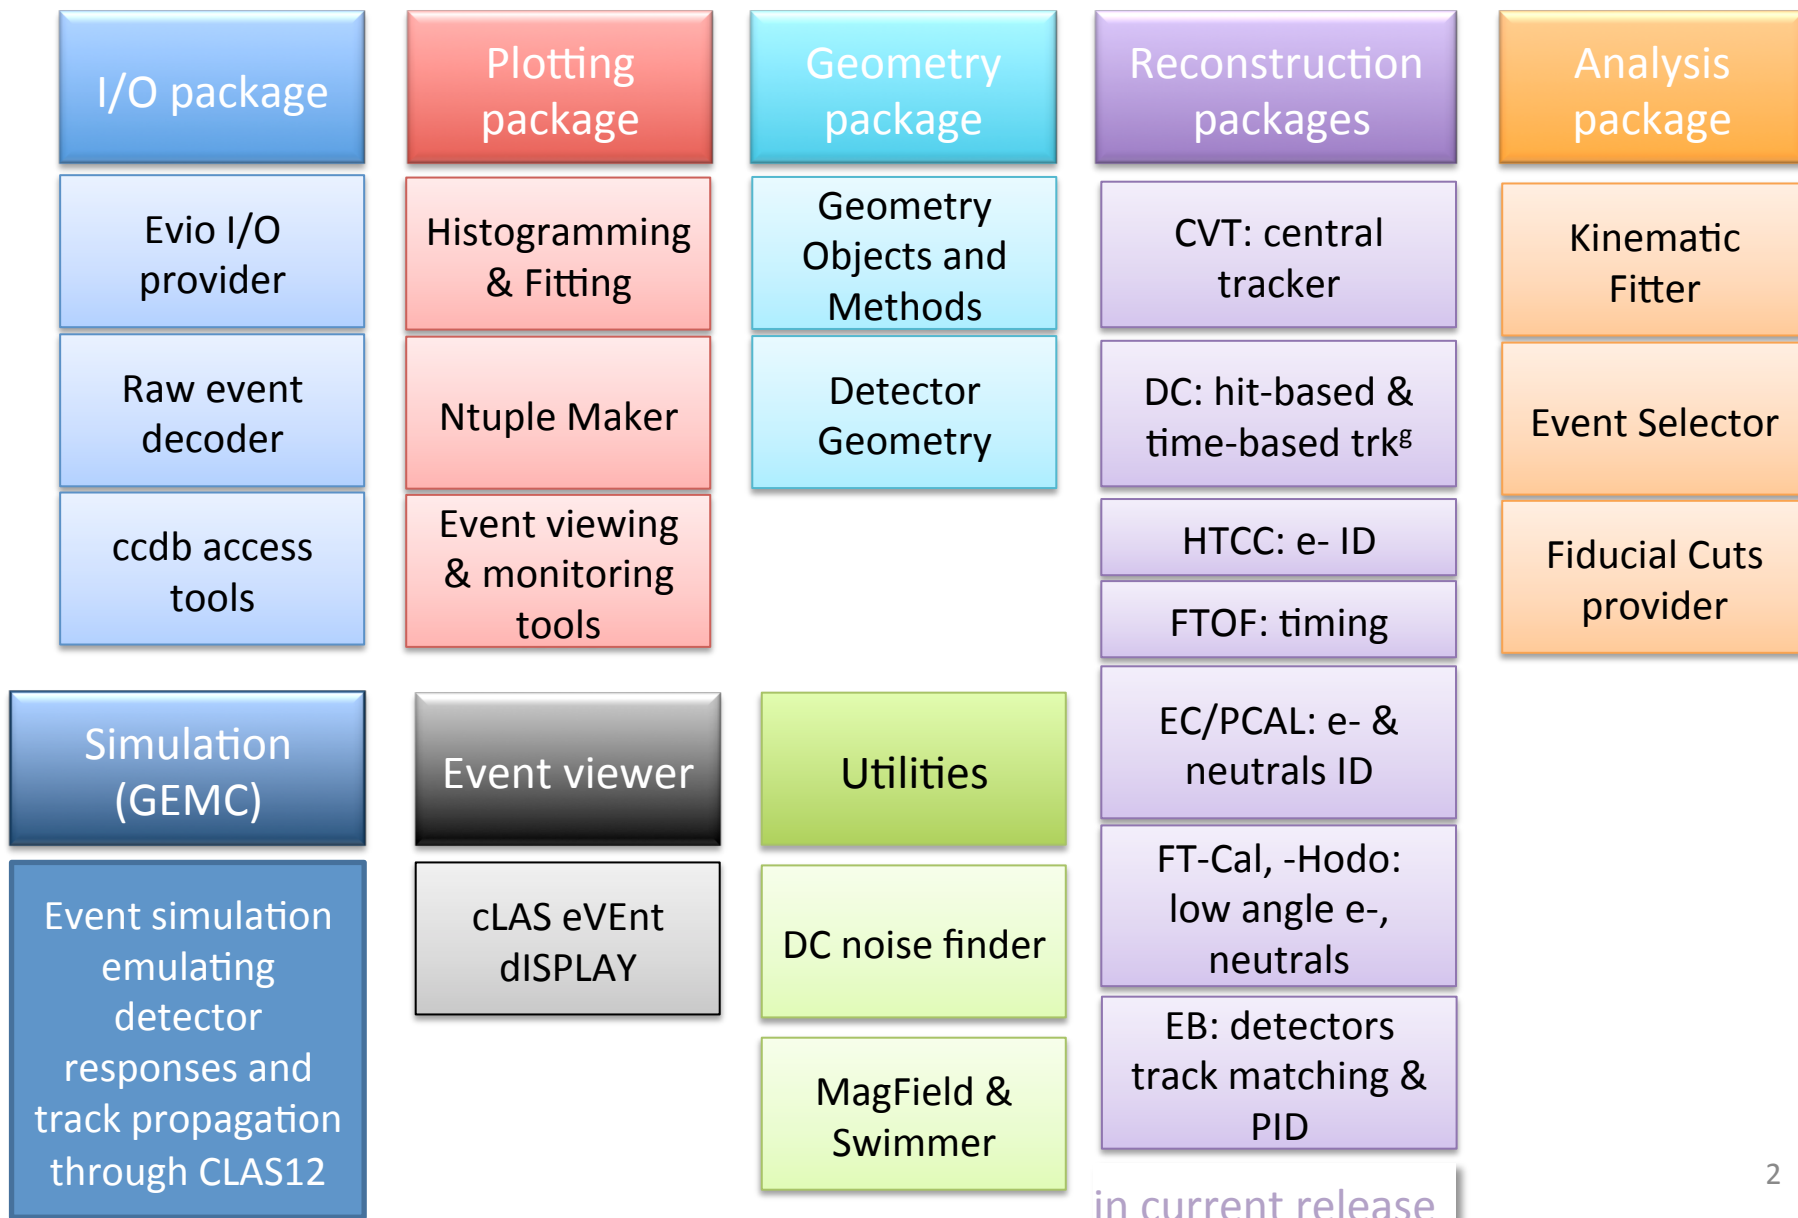 I/O package
Evio I/O
provider
Raw event
decoder
ccdb access
tools
Plotting
package
Histogramming
& Fitting
Ntuple Maker
Event viewing
& monitoring
tools
Geometry
package
Geometry
Objects and
Methods
Detector
Geometry
Reconstruction
packages
CVT: central
tracker
DC: hit-based &
time-based trkᵍ
HTCC: e- ID
FTOF: timing
EC/PCAL: e- &
neutrals ID
FT-Cal, -Hodo:
low angle e-,
neutrals
EB: detectors
track matching &
PID
in current release
Analysis
package
Kinematic
Fitter
Event Selector
Fiducial Cuts
provider
Simulation
(GEMC)
Event simulation
emulating
detector
responses and
track propagation
through CLAS12
Event viewer
cLAS eVEnt
dISPLAY
Utilities
DC noise finder
MagField &
Swimmer
2